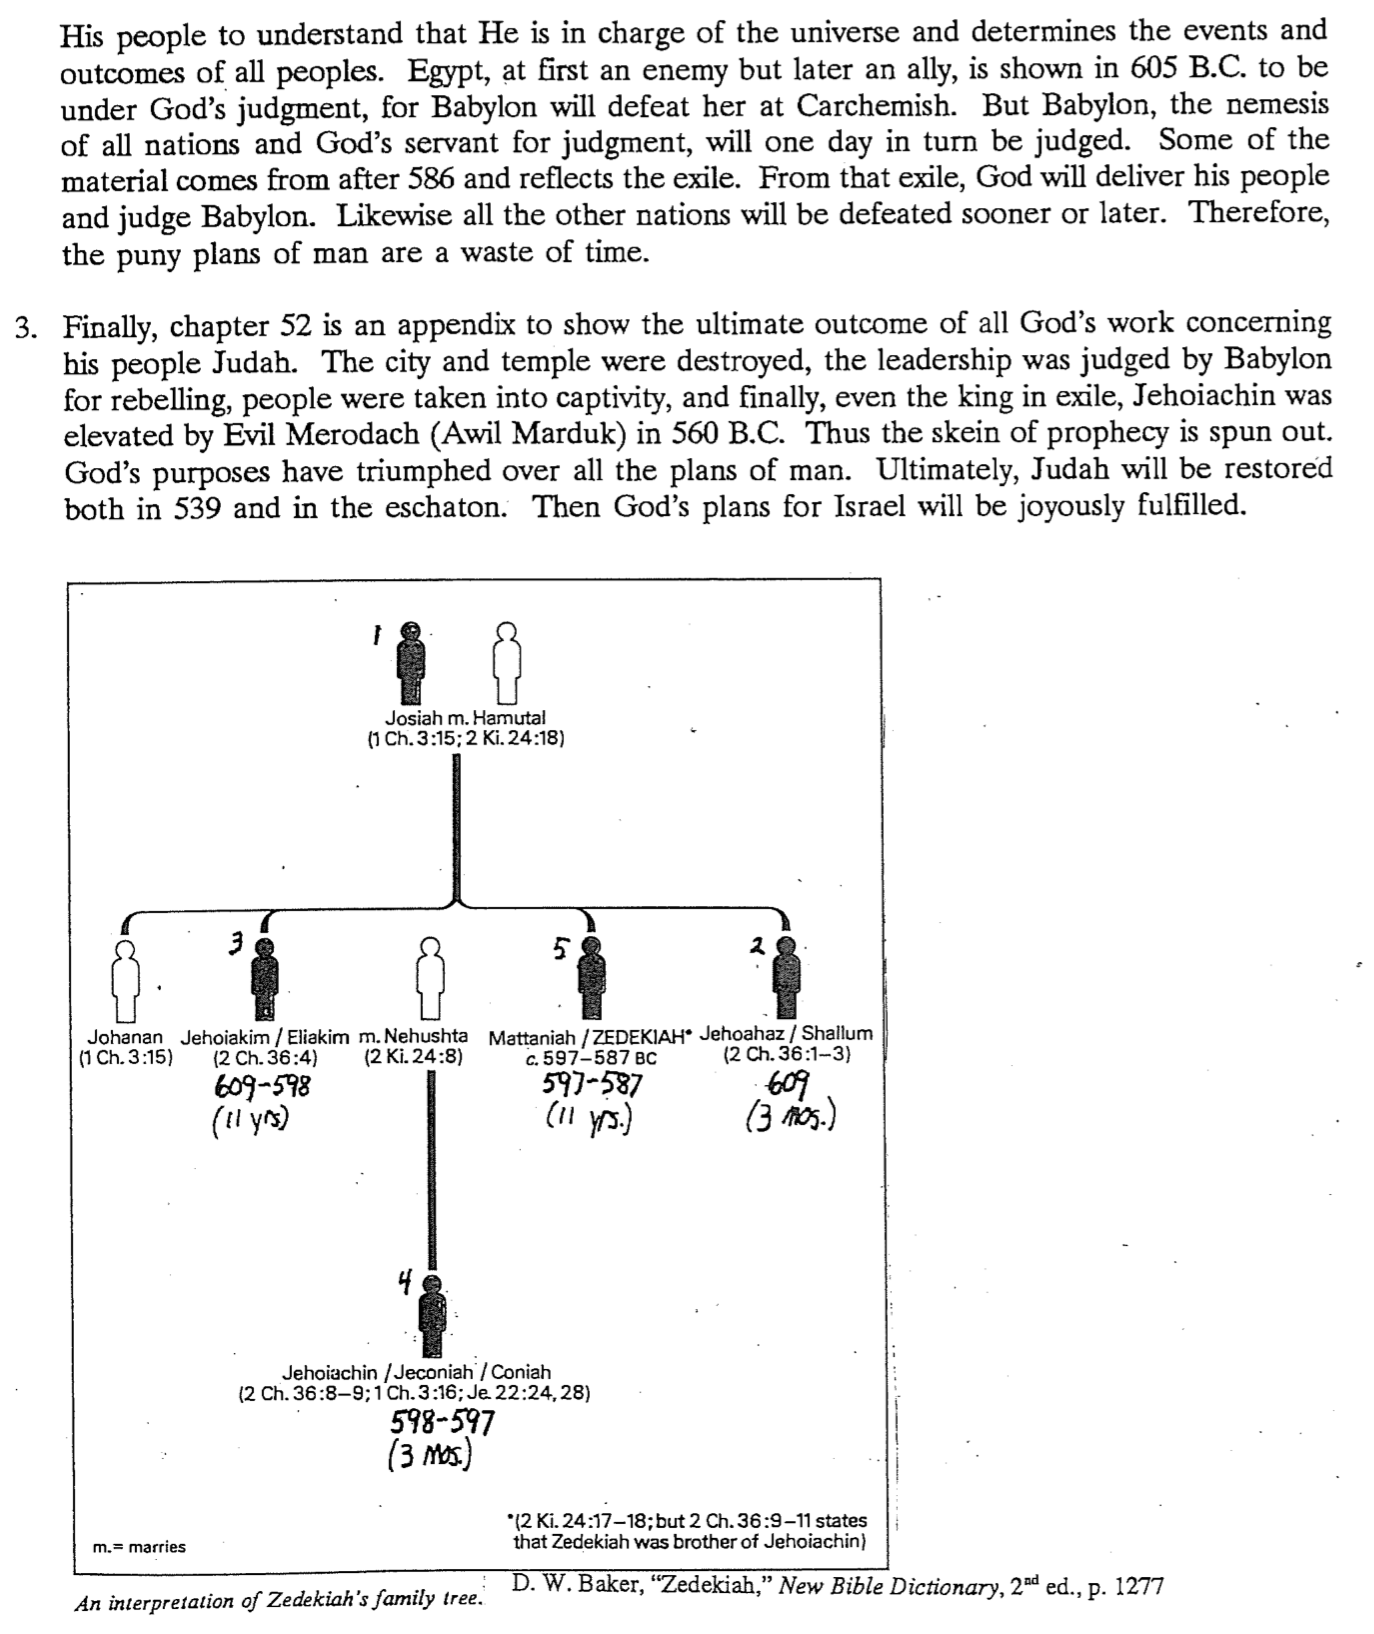 His people to understand that He is in charge of the universe and determines the events and
outcomes of all peoples. Egypt, at first an enemy but later an ally, is shown in 605 B.C. to be
under God's judgment, for Babylon will defeat her at Carchemish. But Babylon, the nemesis
of all nations and God's servant for judgment, will one day in turn be judged. Some of the
material comes from after 586 and reflects the exile. From that exile, God will deliver his people
and judge Babylon. Likewise all the other nations will be defeated sooner or later. Therefore,
the puny plans of man are a waste of time.
3. Finally, chapter 52 is an appendix to show the ultimate outcome of all God's work concerning
his people Judah. The city and temple were destroyed, the leadership was judged by Babylon
for rebelling, people were taken into captivity, and finally, even the king in exile, Jehoiachin was
elevated by Evil Merodach (Awil Marduk) in 560 B.C. Thus the skein of prophecy is spun out.
God's purposes have triumphed over all the plans of man. Ultimately, Judah will be restored
both in 539 and in the eschaton. Then God's plans for Israel will be joyously fulfilled.
1
Josiah m. Hamutal
(1 Ch. 3:15; 2 Ki. 24:18)
3 5 2
Johanan Jehoiakim / Eliakim m. Nehushta Mattaniah / ZEDEKIAH* Jehoahaz / Shallum
(1 Ch. 3:15) (2 Ch. 36:4) (2 Ki. 24:8) c. 597–587 BC (2 Ch. 36:1–3)
609-598 597-587 609
(11 yrs) (11 yrs.) (3 mos.)
4
Jehoiachin / Jeconiah / Coniah
(2 Ch. 36:8–9; 1 Ch. 3:16; Je. 22:24, 28)
598-597
(3 mos.)
*(2 Ki. 24:17–18; but 2 Ch. 36:9–11 states
that Zedekiah was brother of Jehoiachin)
m.= marries
An interpretation of Zedekiah's family tree. D. W. Baker, "Zedekiah," New Bible Dictionary, 2nd ed., p. 1277